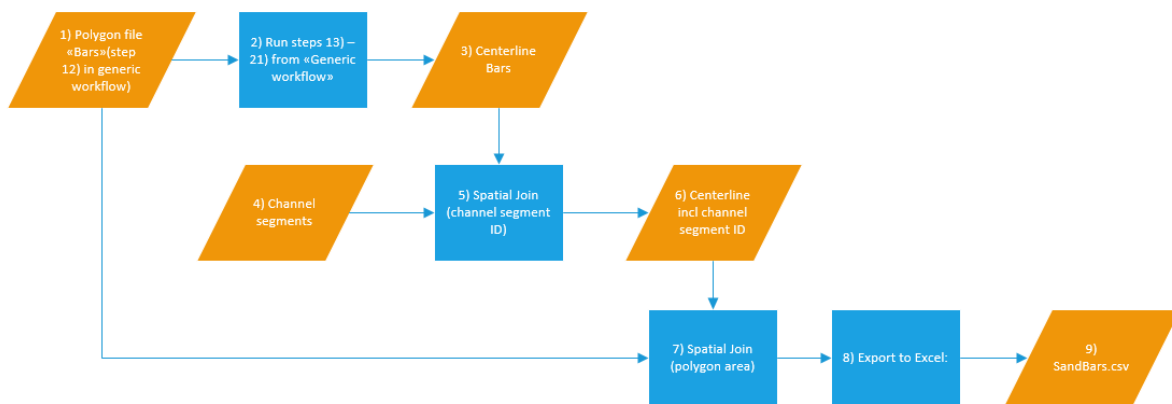 1) Polygon file
«Bars»(step
12) in generic
workflow)
2) Run steps 13) –
21) from «Generic
workflow»
3) Centerline
Bars
4) Channel
segments
5) Spatial Join
(channel segment
ID)
6) Centerline
incl channel
segment ID
7) Spatial Join
(polygon area)
8) Export to Excel:
9)
SandBars.csv